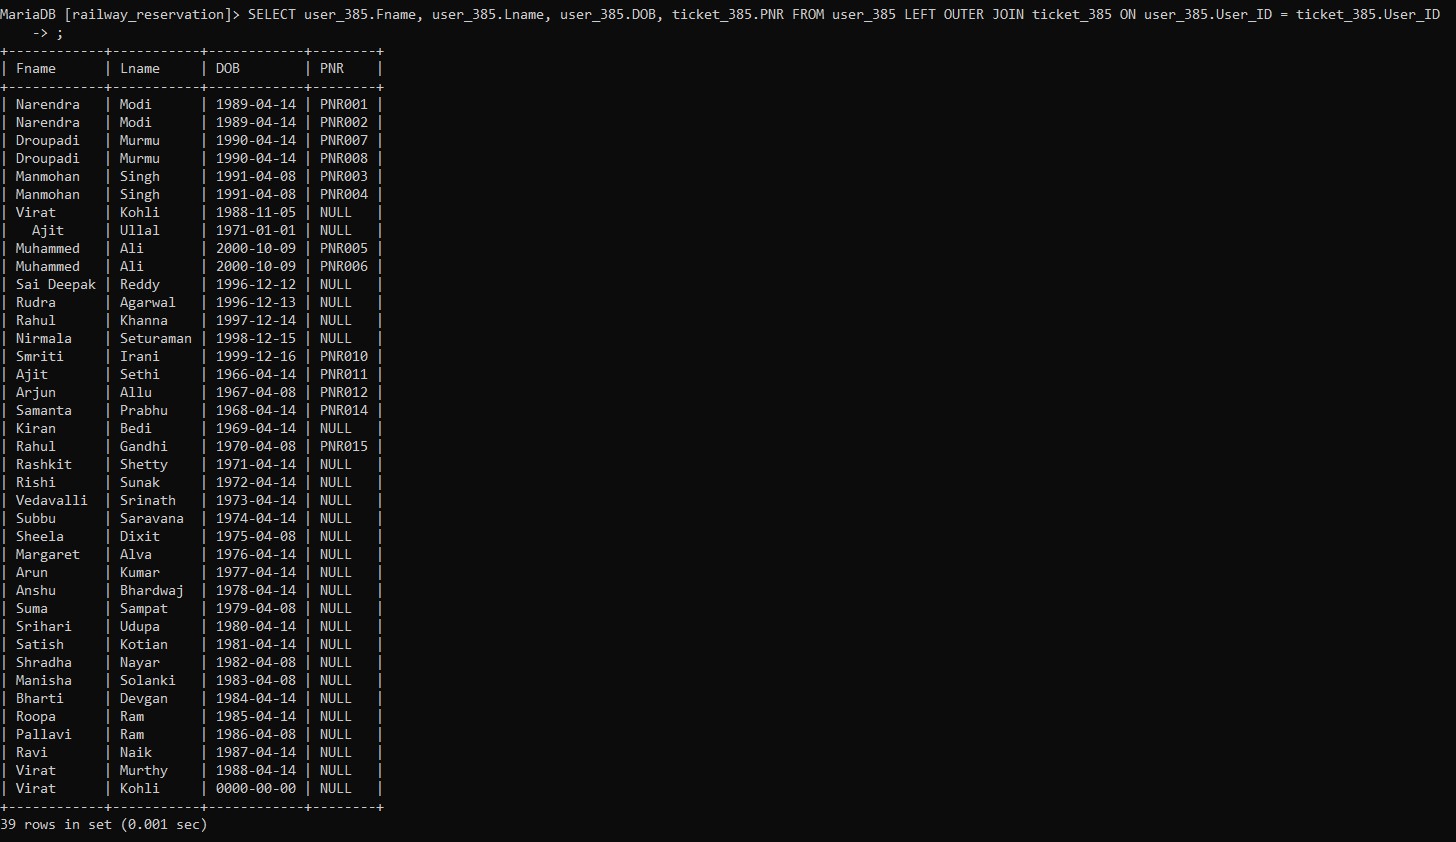 MariaDB [railway_reservation]> SELECT user_385.Fname, user_385.Lname, user_385.DOB, ticket_385.PNR FROM user_385 LEFT OUTER JOIN ticket_385 ON user_385.User_ID = ticket_385.User_ID
    -> ;
+------------+-----------+------------+--------+
| Fname      | Lname     | DOB        | PNR    |
+------------+-----------+------------+--------+
| Narendra   | Modi      | 1989-04-14 | PNR001 |
| Narendra   | Modi      | 1989-04-14 | PNR002 |
| Droupadi   | Murmu     | 1990-04-14 | PNR007 |
| Droupadi   | Murmu     | 1990-04-14 | PNR008 |
| Manmohan   | Singh     | 1991-04-08 | PNR003 |
| Manmohan   | Singh     | 1991-04-08 | PNR004 |
| Virat      | Kohli     | 1988-11-05 | NULL   |
|   Ajit     | Ullal     | 1971-01-01 | NULL   |
| Muhammed   | Ali       | 2000-10-09 | PNR005 |
| Muhammed   | Ali       | 2000-10-09 | PNR006 |
| Sai Deepak | Reddy     | 1996-12-12 | NULL   |
| Rudra      | Agarwal   | 1996-12-13 | NULL   |
| Rahul      | Khanna    | 1997-12-14 | NULL   |
| Nirmala    | Seturaman | 1998-12-15 | NULL   |
| Smriti     | Irani     | 1999-12-16 | PNR010 |
| Ajit       | Sethi     | 1966-04-14 | PNR011 |
| Arjun      | Allu      | 1967-04-08 | PNR012 |
| Samanta    | Prabhu    | 1968-04-14 | PNR014 |
| Kiran      | Bedi      | 1969-04-14 | NULL   |
| Rahul      | Gandhi    | 1970-04-08 | PNR015 |
| Rashkit    | Shetty    | 1971-04-14 | NULL   |
| Rishi      | Sunak     | 1972-04-14 | NULL   |
| Vedavalli  | Srinath   | 1973-04-14 | NULL   |
| Subbu      | Saravana  | 1974-04-14 | NULL   |
| Sheela     | Dixit     | 1975-04-08 | NULL   |
| Margaret   | Alva      | 1976-04-14 | NULL   |
| Arun       | Kumar     | 1977-04-14 | NULL   |
| Anshu      | Bhardwaj  | 1978-04-14 | NULL   |
| Suma       | Sampat    | 1979-04-08 | NULL   |
| Srihari    | Udupa     | 1980-04-14 | NULL   |
| Satish     | Kotian    | 1981-04-14 | NULL   |
| Shradha    | Nayar     | 1982-04-08 | NULL   |
| Manisha    | Solanki   | 1983-04-08 | NULL   |
| Bharti     | Devgan    | 1984-04-14 | NULL   |
| Roopa      | Ram       | 1985-04-14 | NULL   |
| Pallavi    | Ram       | 1986-04-08 | NULL   |
| Ravi       | Naik      | 1987-04-14 | NULL   |
| Virat      | Murthy    | 1988-04-14 | NULL   |
| Virat      | Kohli     | 0000-00-00 | NULL   |
+------------+-----------+------------+--------+
39 rows in set (0.001 sec)